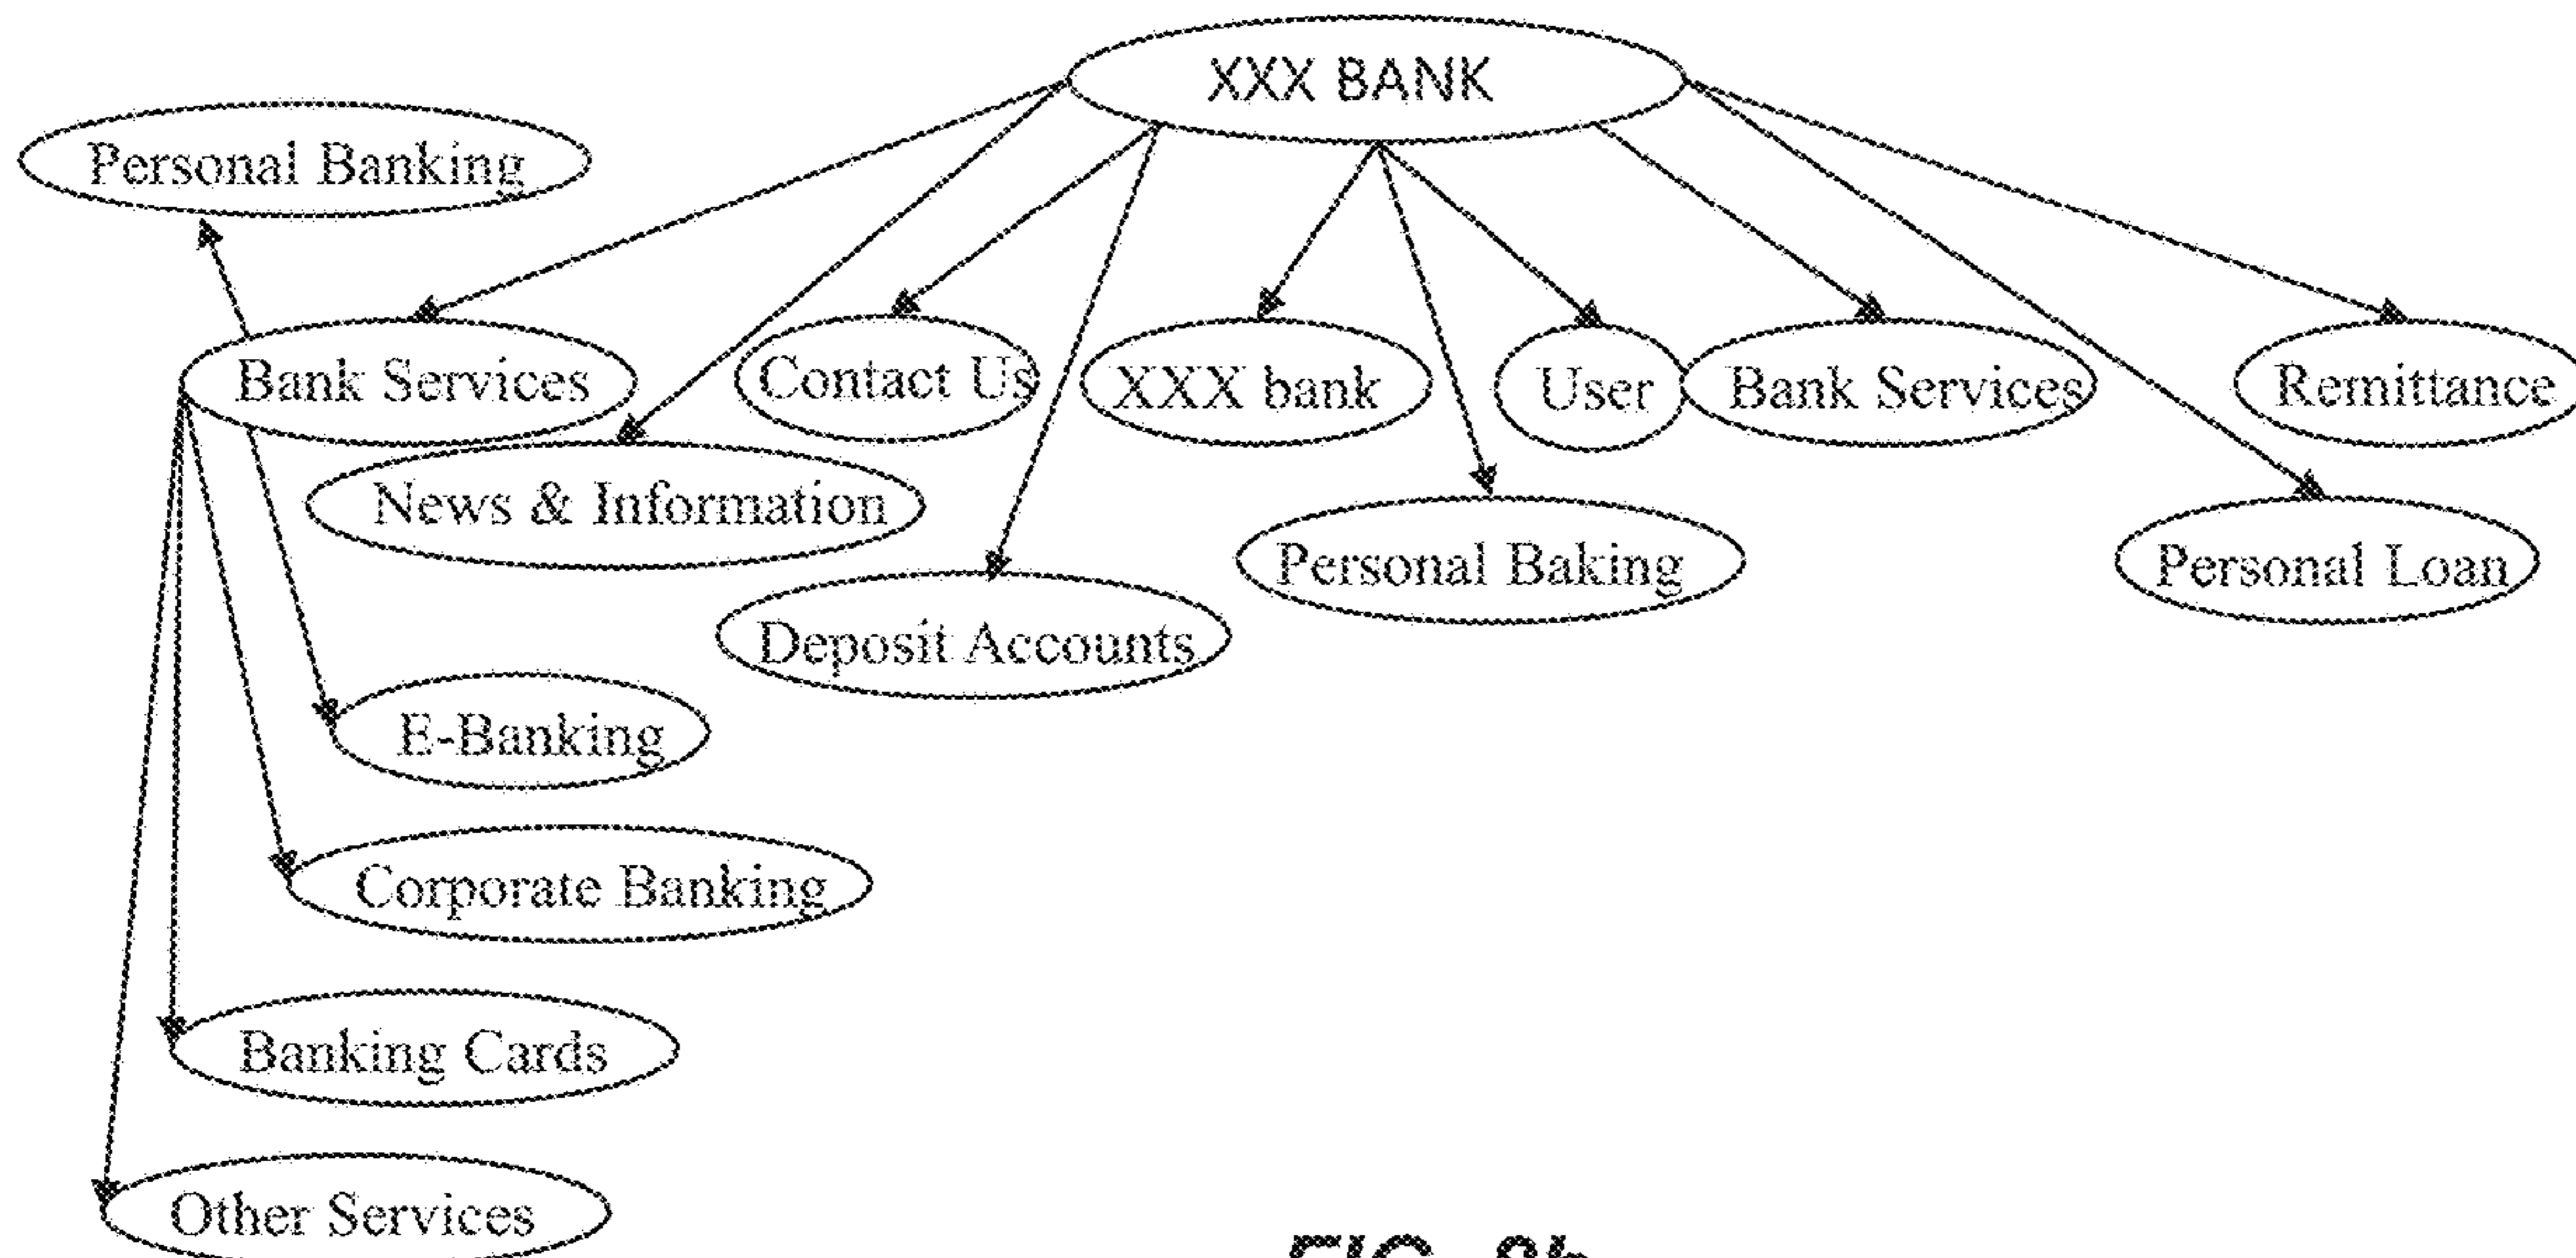 XXX BANK
Personal Banking
Bank Services
Contact Us
XXX bank
User
Bank Services
Remittance
News & Information
Personal Baking
Personal Loan
Deposit Accounts
E-Banking
Corporate Banking
Banking Cards
Other Services